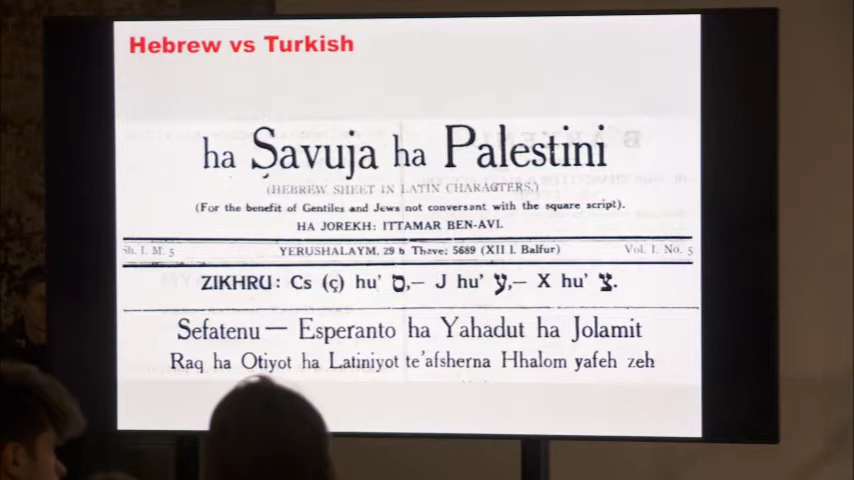 Hebrew vs Turkish
ha Şavuja ha Palestini
(HEBREW SHEET IN LATIN CHARACTERS.)
(For the benefit of Gentiles and Jews not conversant with the square script).
HA JOREKH: ITTAMAR BEN-AVI.
Sh. I. M. 5 YERUSHALAYM, 29 b Theve; 5689 (XII I. Balfur) Vol. I. No. 5
ZIKHRU: Cs (ç) hu' ס,— J hu' ע,— X hu' צ.
Sefatenu — Esperanto ha Yahadut ha Jolamit
Raq ha Otiyot ha Latiniyot te'afsherna Hhalom yafeh zeh